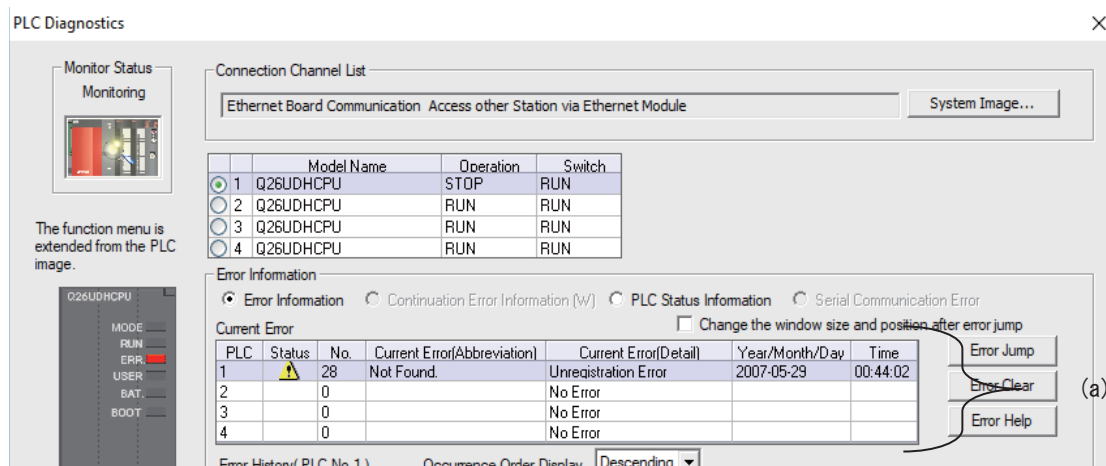 PLC Diagnostics
Monitor Status
Monitoring
Connection Channel List
Ethernet Board Communication Access other Station via Ethernet Module
System Image...
Model Name Operation Switch
1 Q26UDHCPU STOP RUN
2 Q26UDHCPU RUN RUN
3 Q26UDHCPU RUN RUN
4 Q26UDHCPU RUN RUN
The function menu is
extended from the PLC
image.
Q26UDHCPU
MODE
RUN
ERR.
USER
BAT.
BOOT
Error Information
Error Information Continuation Error Information (W) PLC Status Information Serial Communication Error
Current Error
Change the window size and position after error jump
PLC Status No. Current Error(Abbreviation) Current Error(Detail) Year/Month/Day Time
1 28 Not Found. Unregistration Error 2007-05-29 00:44:02
2 0 No Error
3 0 No Error
4 0 No Error
Error Jump
Error Clear
Error Help
(a)
Error History( PLC No.1 ) Occurrence Order Display Descending